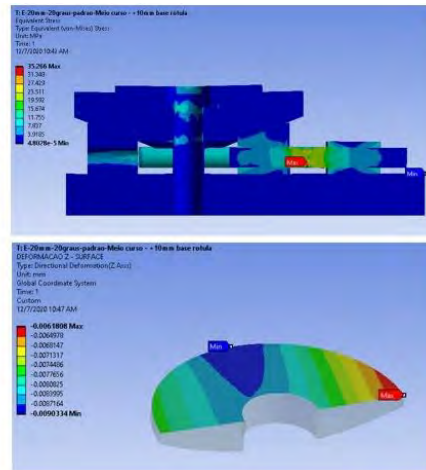 T: E-20mm-20graus-padrao-Meio curso - +10mm base rotula
Equivalent Stress
Type: Equivalent (von-Mises) Stress
Unit: MPa
Time: 1
12/7/2020 10:42 AM
35.266 Max
31.348
27.429
23.511
19.592
15.674
11.755
7.837
3.9185
4.8028e-5 Min
Max
Min
T: E-20mm-20graus-padrao-Meio curso - +10mm base rotula
DEFORMACAO Z - SURFACE
Type: Directional Deformation(Z Axis)
Unit: mm
Global Coordinate System
Time: 1
Custom
12/7/2020 10:47 AM
-0.0061808 Max
-0.0064978
-0.0068147
-0.0071317
-0.0074486
-0.0077656
-0.0080825
-0.0083995
-0.0087164
-0.0090334 Min
Min
Max